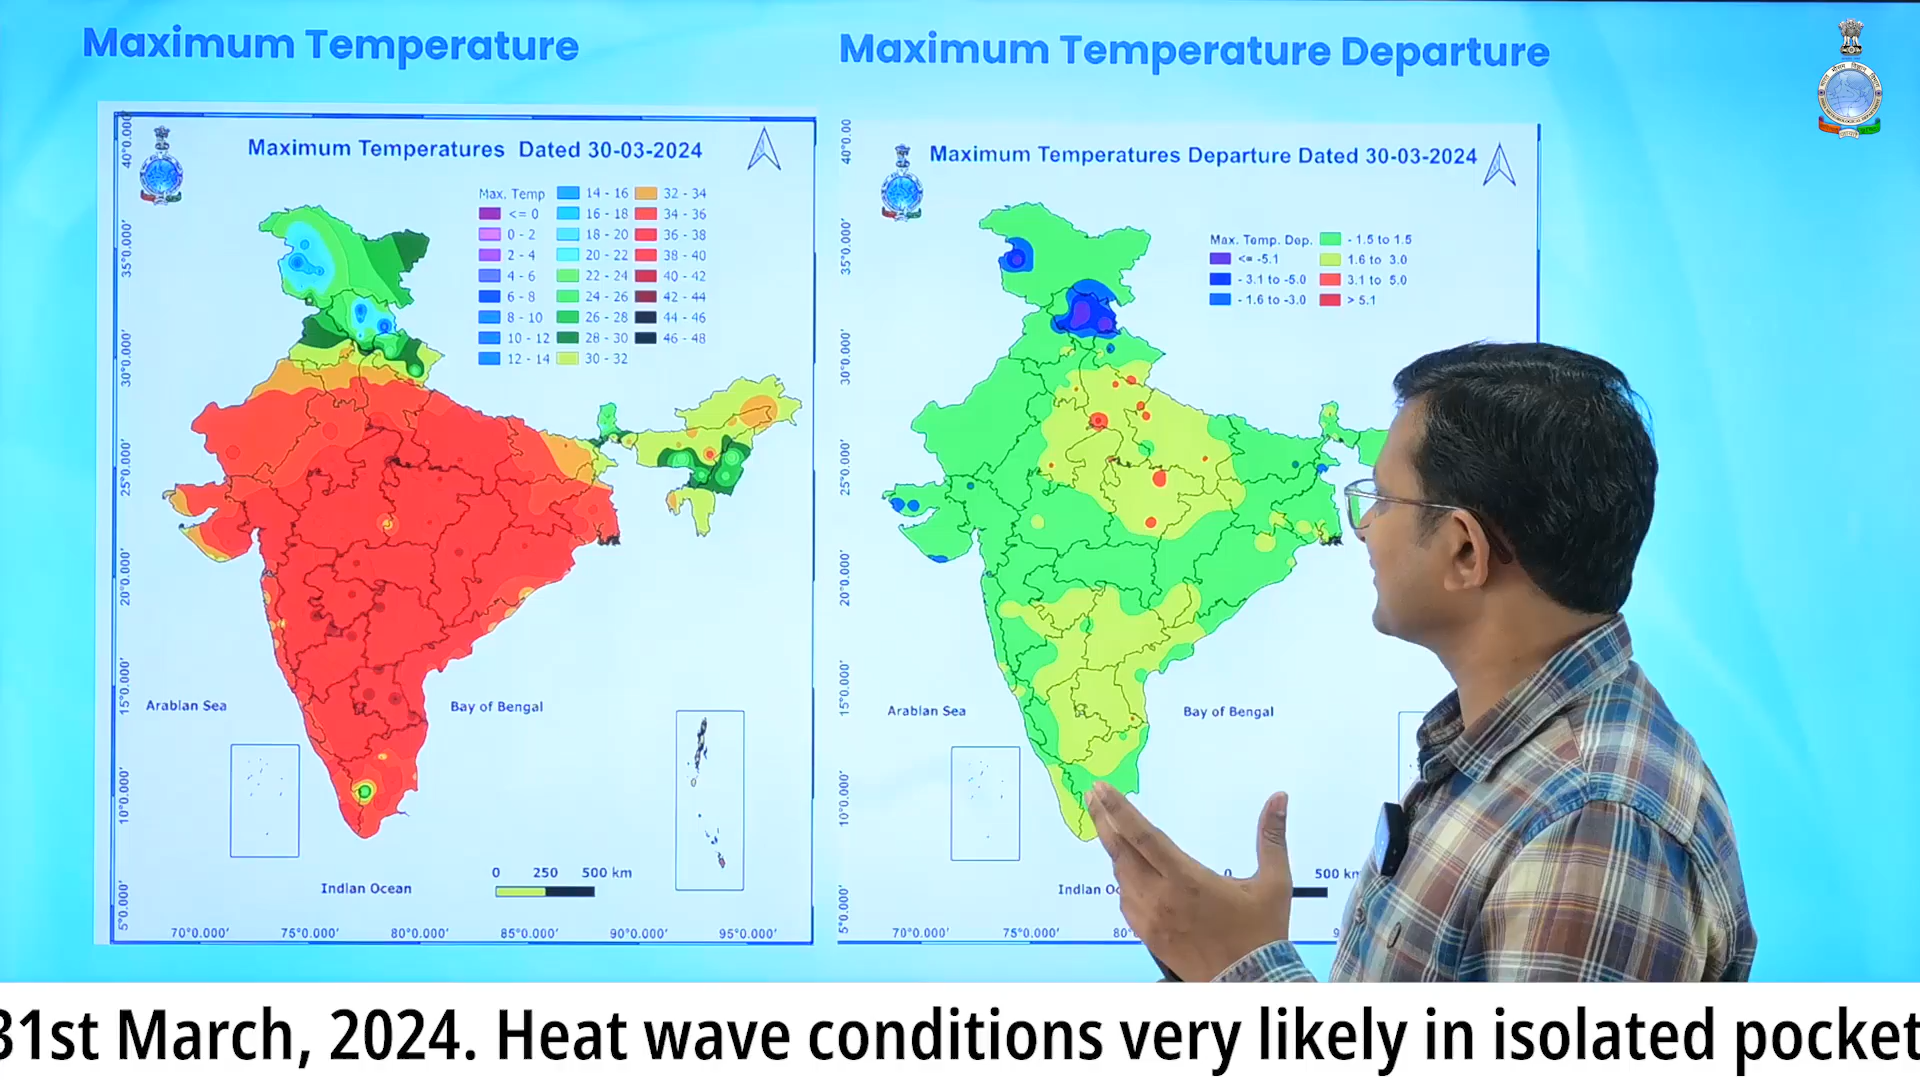 Maximum Temperature
Maximum Temperature Departure
Maximum Temperatures Dated 30-03-2024
Max. Temp
<= 0
0 - 2
2 - 4
4 - 6
6 - 8
8 - 10
10 - 12
12 - 14
14 - 16
16 - 18
18 - 20
20 - 22
22 - 24
24 - 26
26 - 28
28 - 30
30 - 32
32 - 34
34 - 36
36 - 38
38 - 40
40 - 42
42 - 44
44 - 46
46 - 48
40°0.000'
35°0.000'
30°0.000'
25°0.000'
20°0.000'
15°0.000'
10°0.000'
5°0.000'
Arabian Sea
Bay of Bengal
Indian Ocean
0 250 500 km
70°0.000' 75°0.000' 80°0.000' 85°0.000' 90°0.000' 95°0.000'
Maximum Temperatures Departure Dated 30-03-2024
Max. Temp. Dep.
<= -5.1
- 3.1 to -5.0
- 1.6 to -3.0
- 1.5 to 1.5
1.6 to 3.0
3.1 to 5.0
> 5.1
40°0.00
35°0.000'
30°0.000'
25°0.000'
20°0.000'
15°0.000'
10°0.000'
5°0.000'
Arabian Sea
Bay of Bengal
Indian Oc
0 500 km
70°0.000' 75°0.000' 80° 9
31st March, 2024. Heat wave conditions very likely in isolated pocket